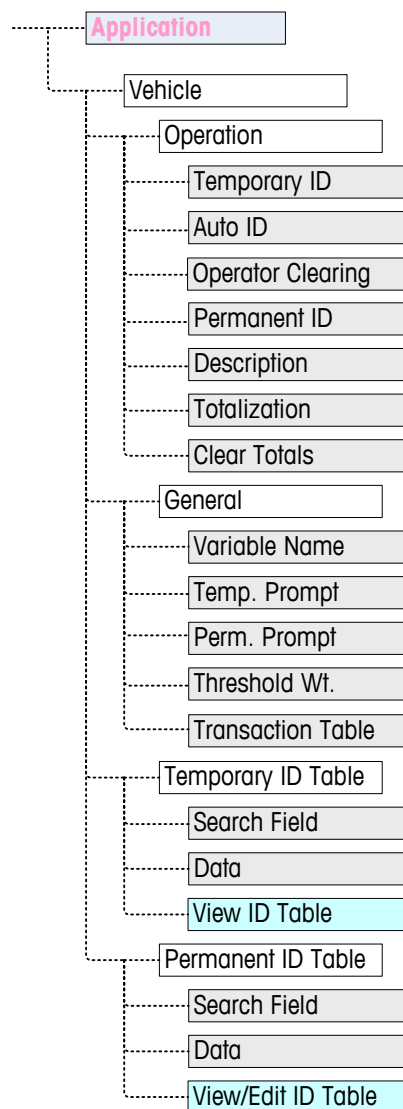 Application
Vehicle
Operation
Temporary ID
Auto ID
Operator Clearing
Permanent ID
Description
Totalization
Clear Totals
General
Variable Name
Temp. Prompt
Perm. Prompt
Threshold Wt.
Transaction Table
Temporary ID Table
Search Field
Data
View ID Table
Permanent ID Table
Search Field
Data
View/Edit ID Table